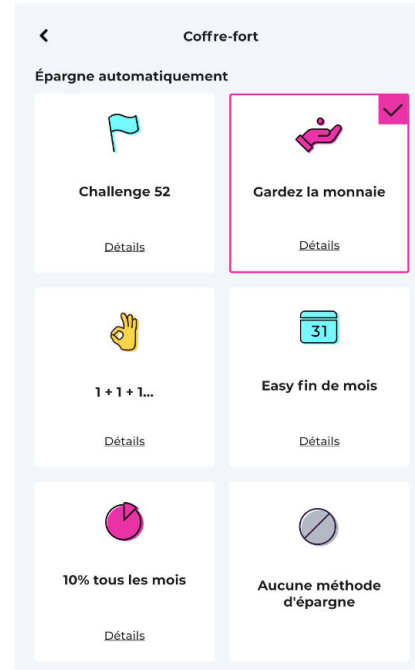 Coffre-fort
Épargne automatiquement
Challenge 52
Détails
Gardez la monnaie
Détails
1 + 1 + 1...
Détails
31
Easy fin de mois
Détails
10% tous les mois
Détails
Aucune méthode
d'épargne